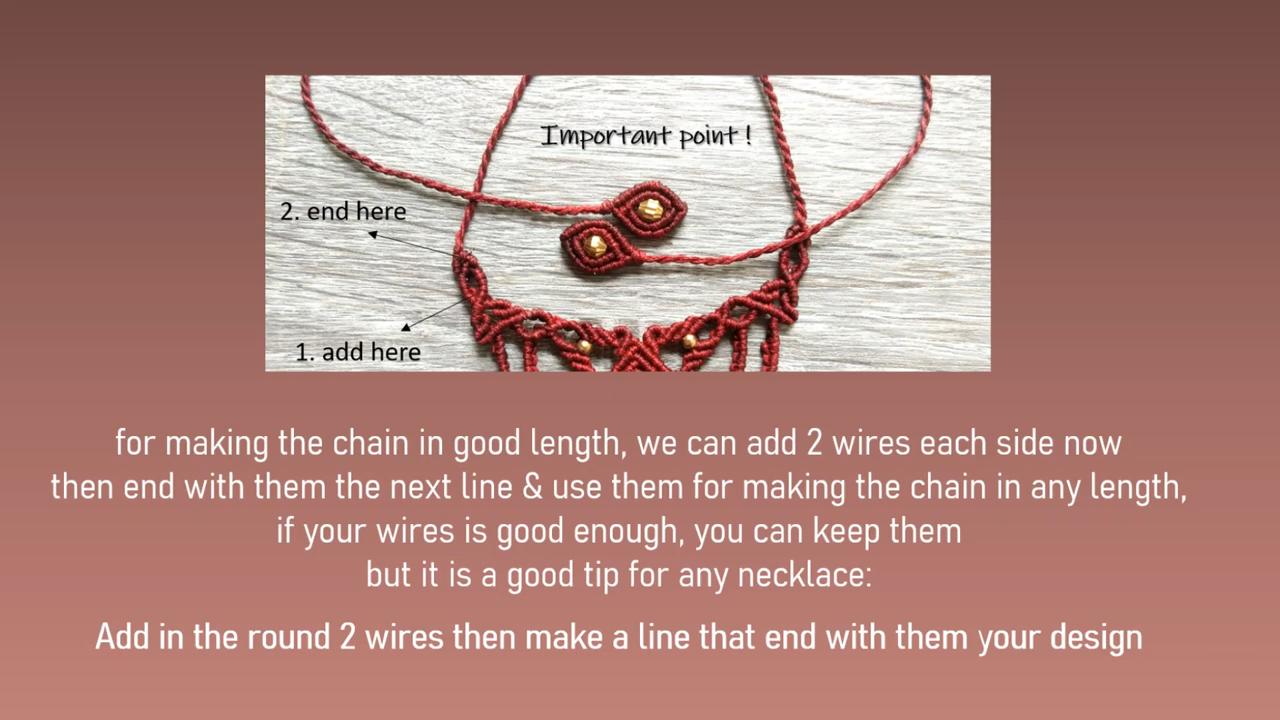 Important point !
2. end here
1. add here
for making the chain in good length, we can add 2 wires each side now
then end with them the next line & use them for making the chain in any length,
if your wires is good enough, you can keep them
but it is a good tip for any necklace:
Add in the round 2 wires then make a line that end with them your design